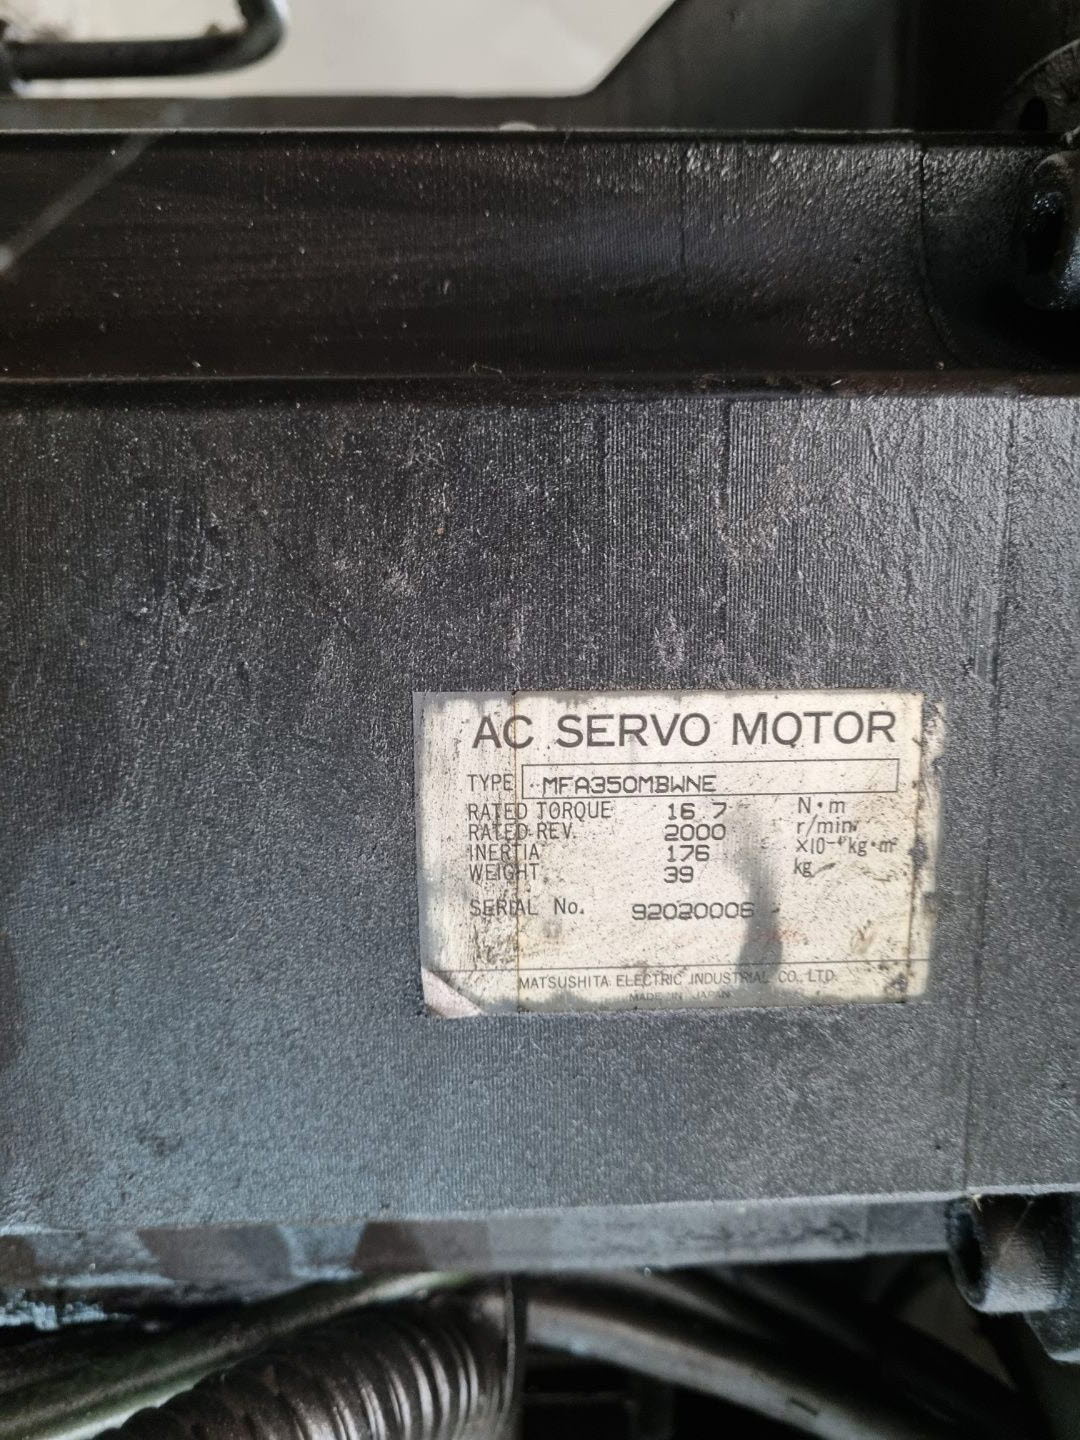 AC SERVO MOTOR
TYPE MFA350MBWNE
RATED TORQUE 16.7 N·m
RATED REV. 2000 r/min
INERTIA 176 ×10⁻⁴kg·m²
WEIGHT 39 kg
SERIAL No. 92020006
MATSUSHITA ELECTRIC INDUSTRIAL CO., LTD.
MADE IN JAPAN